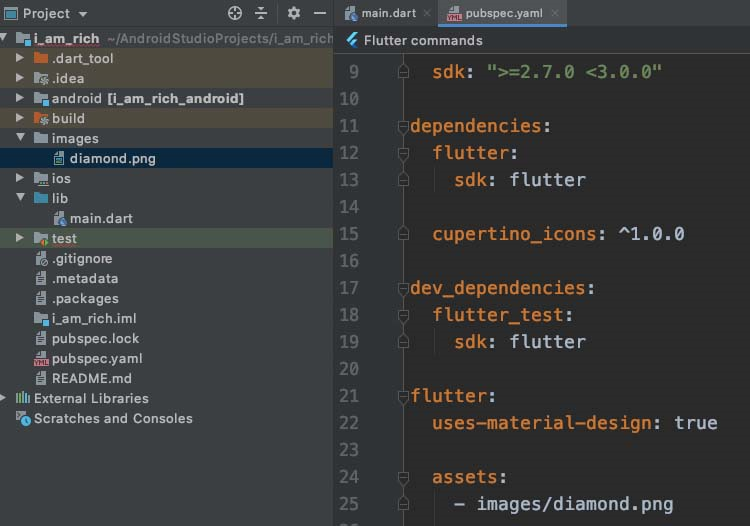 Project
i_am_rich ~/AndroidStudioProjects/i_am_rich
.dart_tool
.idea
android [i_am_rich_android]
build
images
diamond.png
ios
lib
main.dart
test
.gitignore
.metadata
.packages
i_am_rich.iml
pubspec.lock
pubspec.yaml
README.md
External Libraries
Scratches and Consoles
main.dart
pubspec.yaml
Flutter commands
9 sdk: ">=2.7.0 <3.0.0"
10
11 dependencies:
12 flutter:
13 sdk: flutter
14
15 cupertino_icons: ^1.0.0
16
17 dev_dependencies:
18 flutter_test:
19 sdk: flutter
20
21 flutter:
22 uses-material-design: true
23
24 assets:
25 - images/diamond.png